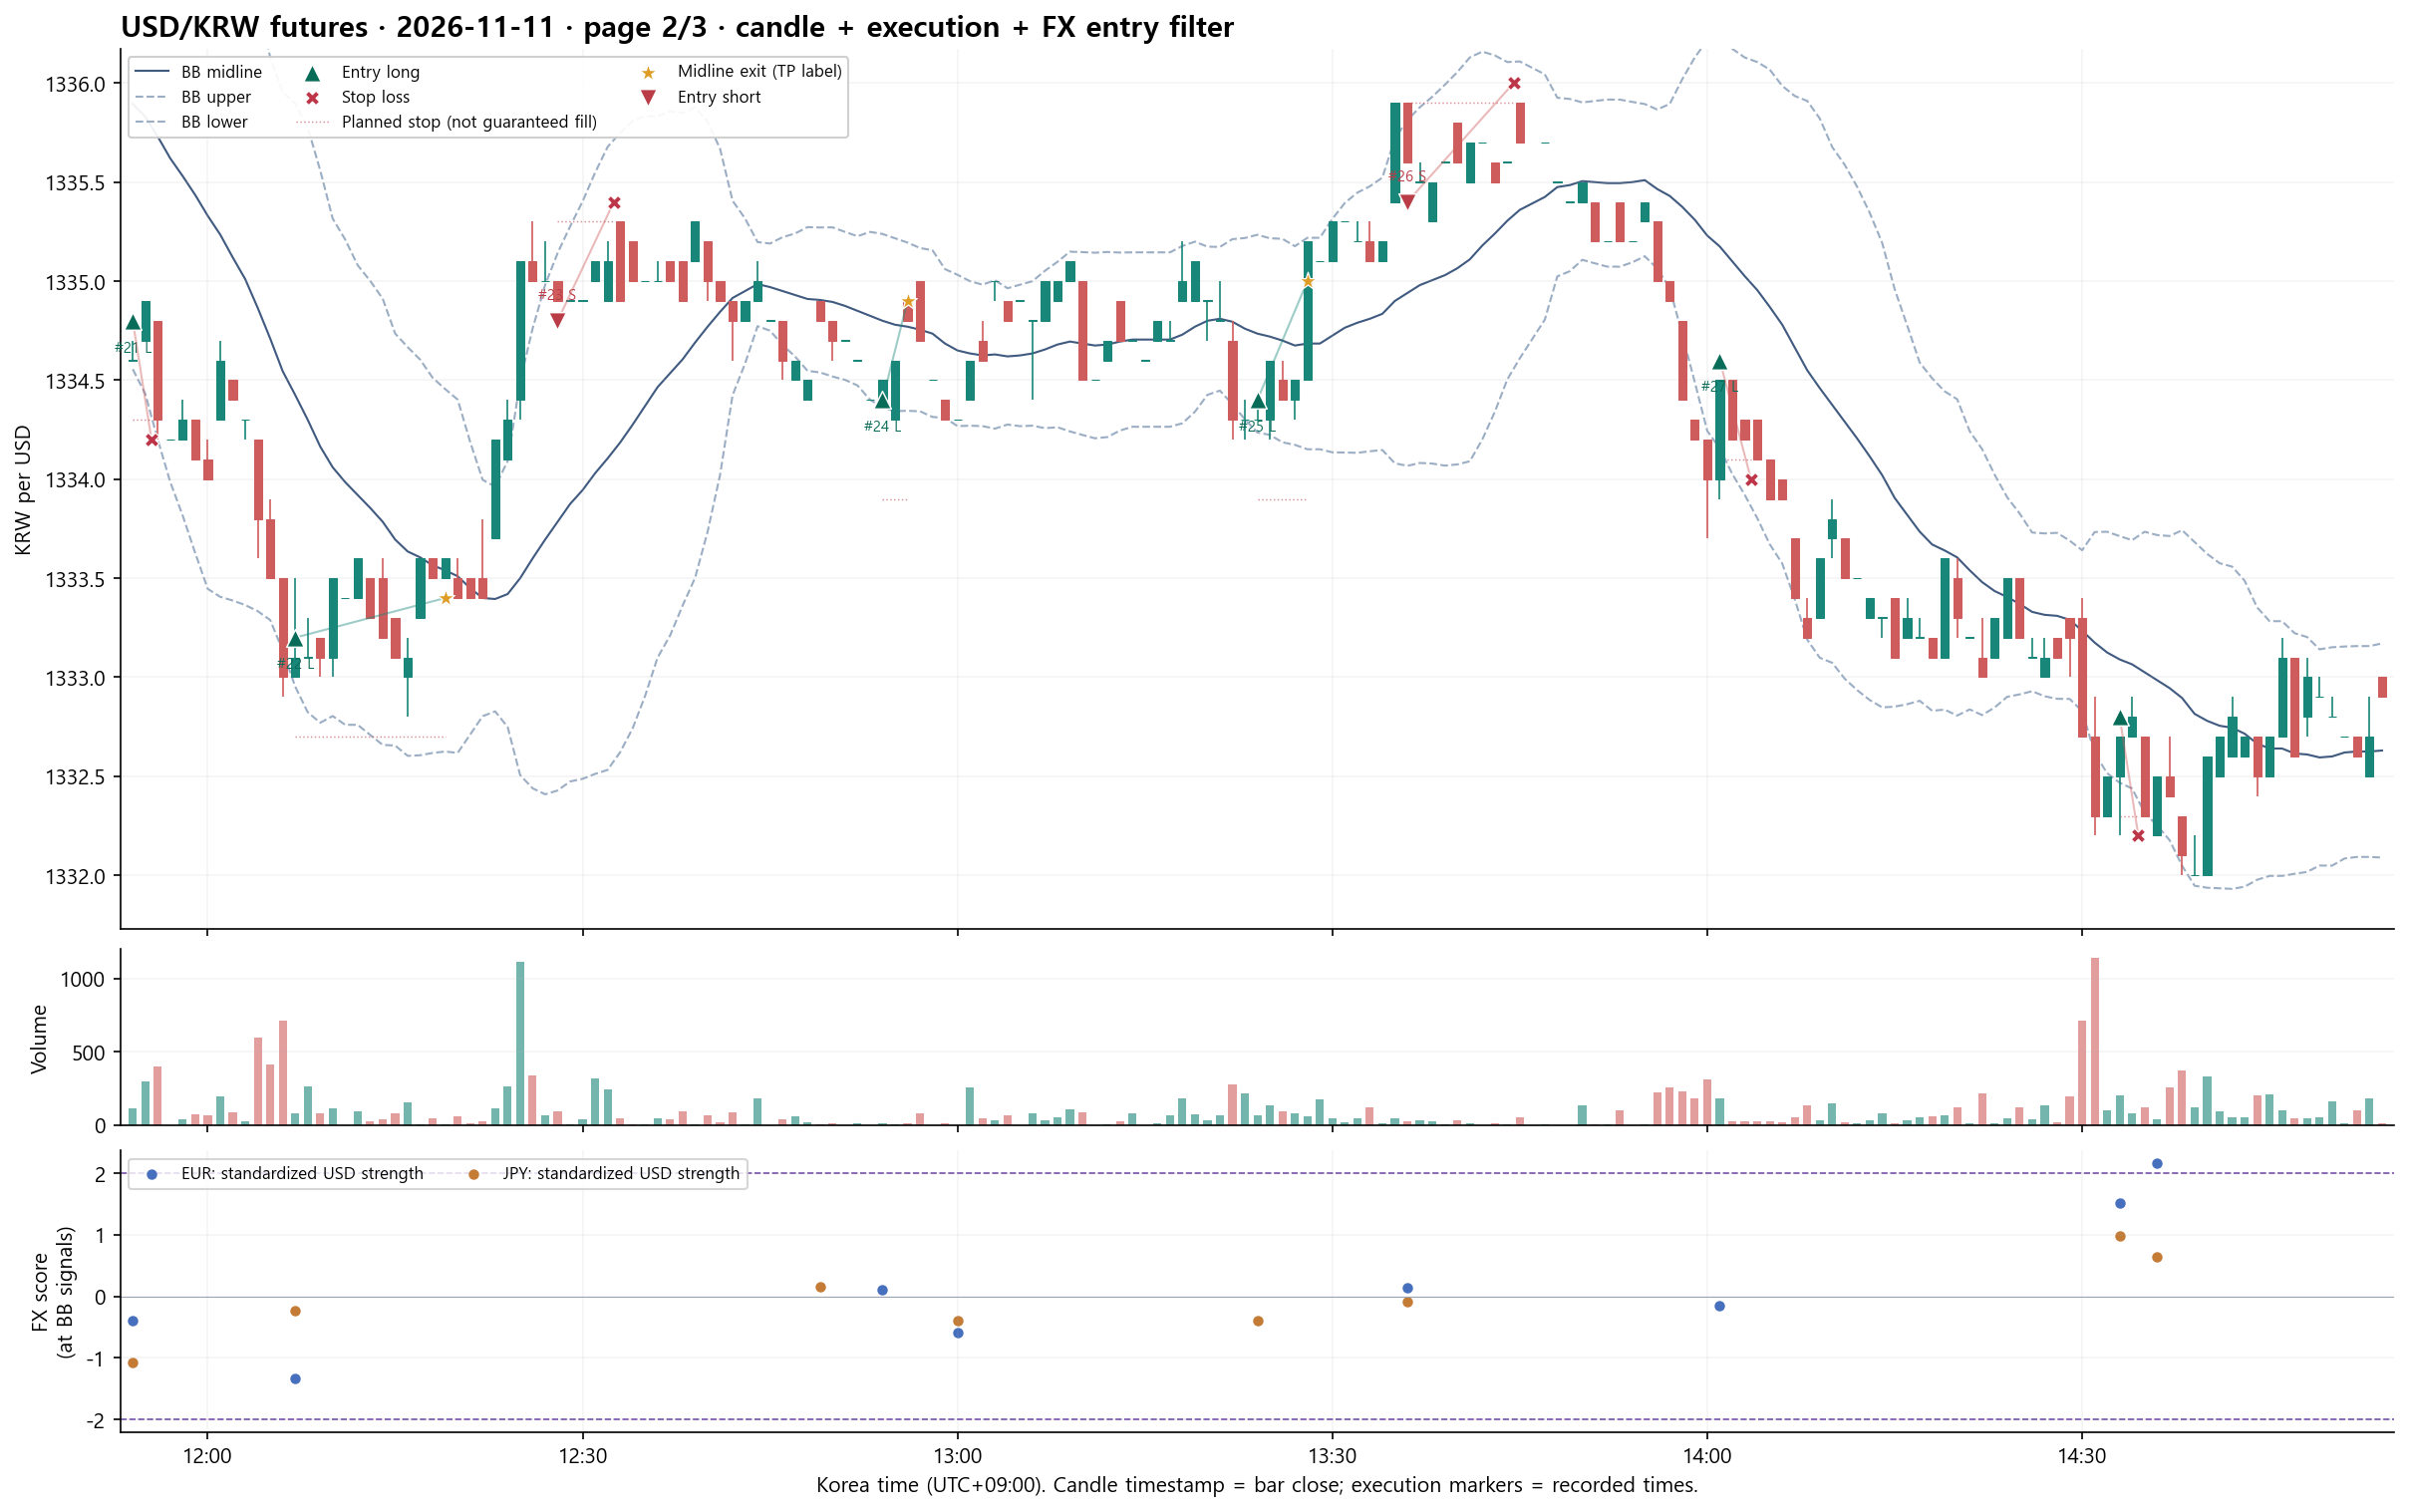 USD/KRW futures · 2026-11-11 · page 2/3 · candle + execution + FX entry filter
BB midline
BB upper
BB lower
Entry long
Stop loss
Planned stop (not guaranteed fill)
Midline exit (TP label)
Entry short
KRW per USD
1336.0
1335.5
1335.0
1334.5
1334.0
1333.5
1333.0
1332.5
1332.0
#21 L
#22 L
#23 S
#24 L
#25 L
#26 S
#27 L
Volume
1000
500
0
FX score
(at BB signals)
EUR: standardized USD strength
JPY: standardized USD strength
2
1
0
-1
-2
12:00
12:30
13:00
13:30
14:00
14:30
Korea time (UTC+09:00). Candle timestamp = bar close; execution markers = recorded times.